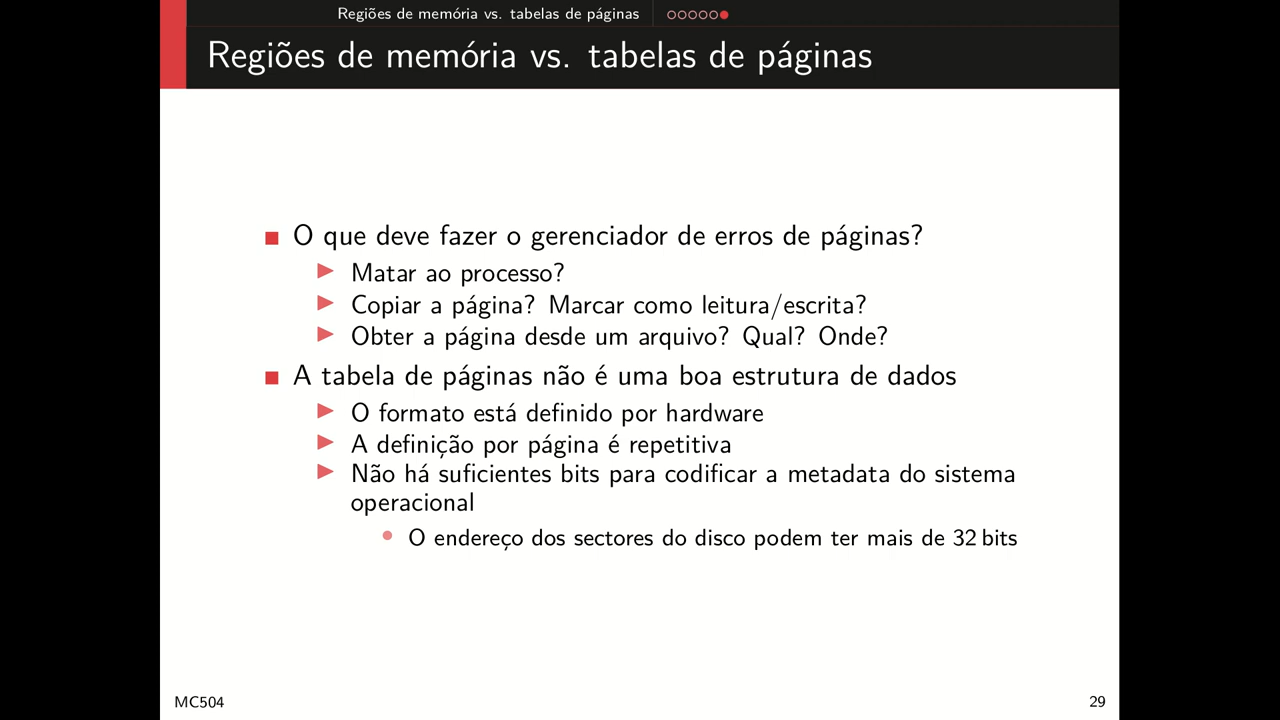 Regiões de memória vs. tabelas de páginas
Regiões de memória vs. tabelas de páginas
O que deve fazer o gerenciador de erros de páginas?
Matar ao processo?
Copiar a página? Marcar como leitura/escrita?
Obter a página desde um arquivo? Qual? Onde?
A tabela de páginas não é uma boa estrutura de dados
O formato está definido por hardware
A definição por página é repetitiva
Não há suficientes bits para codificar a metadata do sistema
operacional
O endereço dos sectores do disco podem ter mais de 32 bits
MC504
29